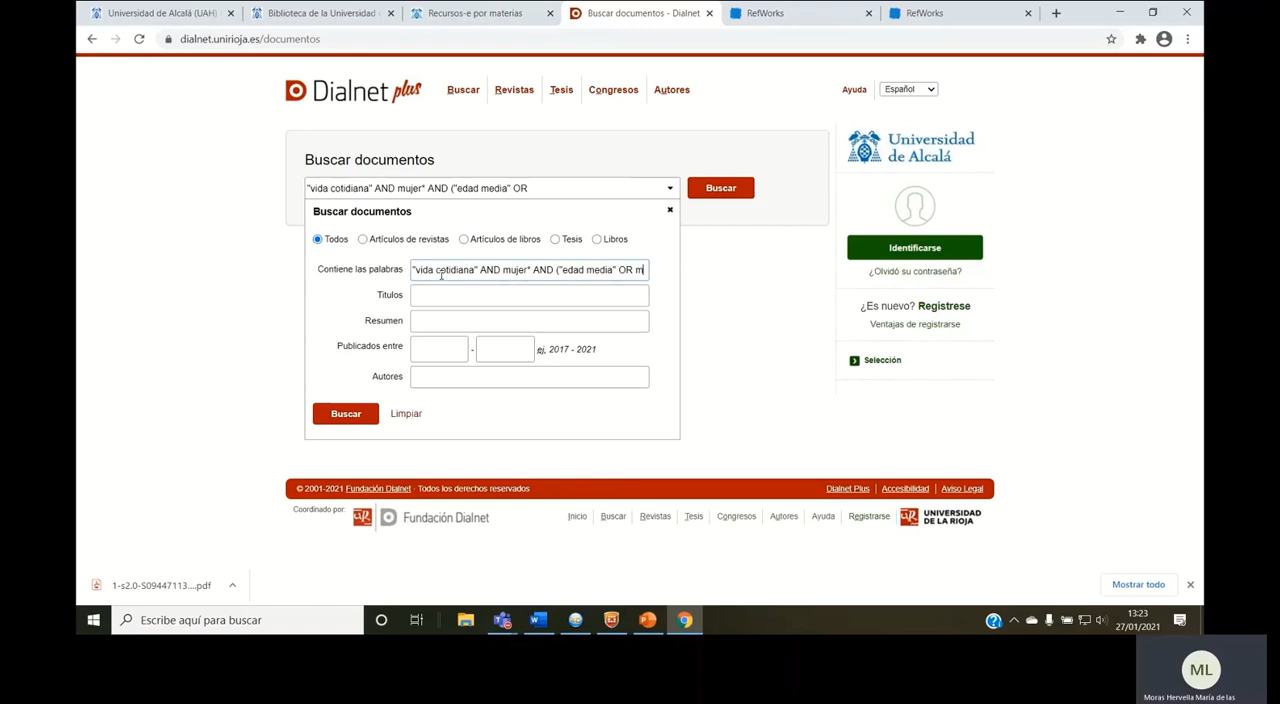 Universidad de Alcalá (UAH)
Biblioteca de la Universidad
Recursos-e por materias
Buscar documentos - Dialnet
RefWorks
RefWorks
dialnet.unirioja.es/documentos
Dialnet plus
Buscar
Revistas
Tesis
Congresos
Autores
Ayuda
Español
Universidad
de Alcalá
Buscar documentos
"vida cotidiana" AND mujer* AND ("edad media" OR
Buscar
Buscar documentos
Todos
Artículos de revistas
Artículos de libros
Tesis
Libros
Contiene las palabras
"vida cotidiana" AND mujer* AND ("edad media" OR m
Titulos
Resumen
Publicados entre
- ej, 2017 - 2021
Autores
Buscar
Limpiar
Identificarse
¿Olvidó su contraseña?
¿Es nuevo? Regístrese
Ventajas de registrarse
Selección
© 2001-2021 Fundación Dialnet · Todos los derechos reservados
Dialnet Plus
Accesibilidad
Aviso Legal
Coordinado por:
Fundación Dialnet
Inicio
Buscar
Revistas
Tesis
Congresos
Autores
Ayuda
Registrarse
UNIVERSIDAD
DE LA RIOJA
1-s2.0-S09447113....pdf
Mostrar todo
Escribe aquí para buscar
13:23
27/01/2021
ML
Moras Hervella María de las